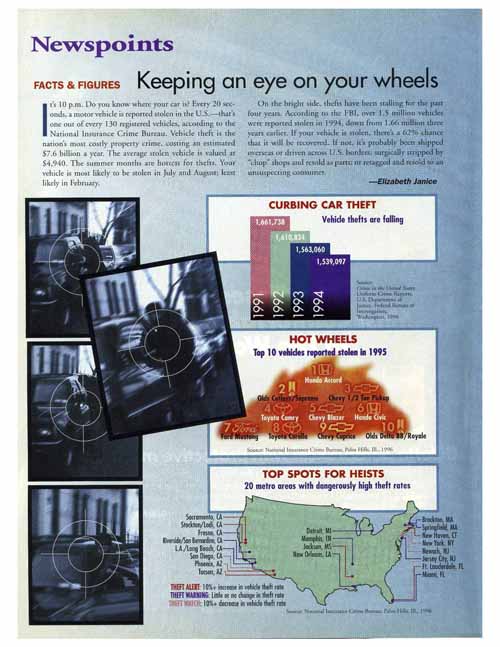 Newspoints
FACTS & FIGURES Keeping an eye on your wheels
It's 10 p.m. Do you know where your car is? Every 20 sec-
onds, a motor vehicle is reported stolen in the U.S.—that's
one out of every 130 registered vehicles, according to the
National Insurance Crime Bureau. Vehicle theft is the
nation's most costly property crime, costing an estimated
$7.6 billion a year. The average stolen vehicle is valued at
$4,940. The summer months are hottest for thefts. Your
vehicle is most likely to be stolen in July and August; least
likely in February.
On the bright side, thefts have been stalling for the past
four years. According to the FBI, over 1.5 million vehicles
were reported stolen in 1994, down from 1.66 million three
years earlier. If your vehicle is stolen, there's a 62% chance
that it will be recovered. If not, it's probably been shipped
overseas or driven across U.S. borders; surgically stripped by
"chop" shops and resold as parts; or retagged and resold to an
unsuspecting consumer.
—Elizabeth Janice
CURBING CAR THEFT
Vehicle thefts are falling
1,661,738
1,610,834
1,563,060
1,539,097
1991
1992
1993
1994
Source:
Crime in the United States
Uniform Crime Reports,
U.S. Department of
Justice, Federal Bureau of
Investigation,
Washington, 1996
HOT WHEELS
Top 10 vehicles reported stolen in 1995
1
Honda Accord
2
Olds Cutlass/Supreme
3
Chevy 1/2 Ton Pickup
4
Toyota Camry
5
Chevy Blazer
6
Honda Civic
7 Ford
Ford Mustang
8
Toyota Corolla
9
Chevy Caprice
10
Olds Delta 88/Royale
Source: National Insurance Crime Bureau, Palos Hills, Ill., 1996
TOP SPOTS FOR HEISTS
20 metro areas with dangerously high theft rates
Sacramento, CA
Stockton/Lodi, CA
Fresno, CA
Riverside/San Bernardino, CA
L.A./Long Beach, CA
San Diego, CA
Phoenix, AZ
Tucson, AZ
Detroit, MI
Memphis, TN
Jackson, MS
New Orleans, LA
Brockton, MA
Springfield, MA
New Haven, CT
New York, NY
Newark, NJ
Jersey City, NJ
Ft. Lauderdale, FL
Miami, FL
THEFT ALERT: 10%+ increase in vehicle theft rate
THEFT WARNING: Little or no change in theft rate
THEFT WATCH: 10%+ decrease in vehicle theft rate
Source: National Insurance Crime Bureau, Palos Hills, Ill., 1996